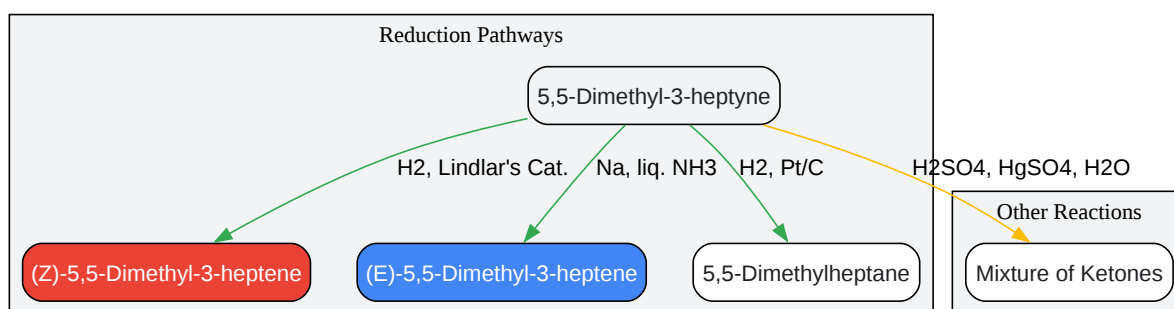 Reduction Pathways
5,5-Dimethyl-3-heptyne
H2, Lindlar's Cat.
Na, liq. NH3
H2, Pt/C
H2SO4, HgSO4, H2O
Other Reactions
(Z)-5,5-Dimethyl-3-heptene
(E)-5,5-Dimethyl-3-heptene
5,5-Dimethylheptane
Mixture of Ketones